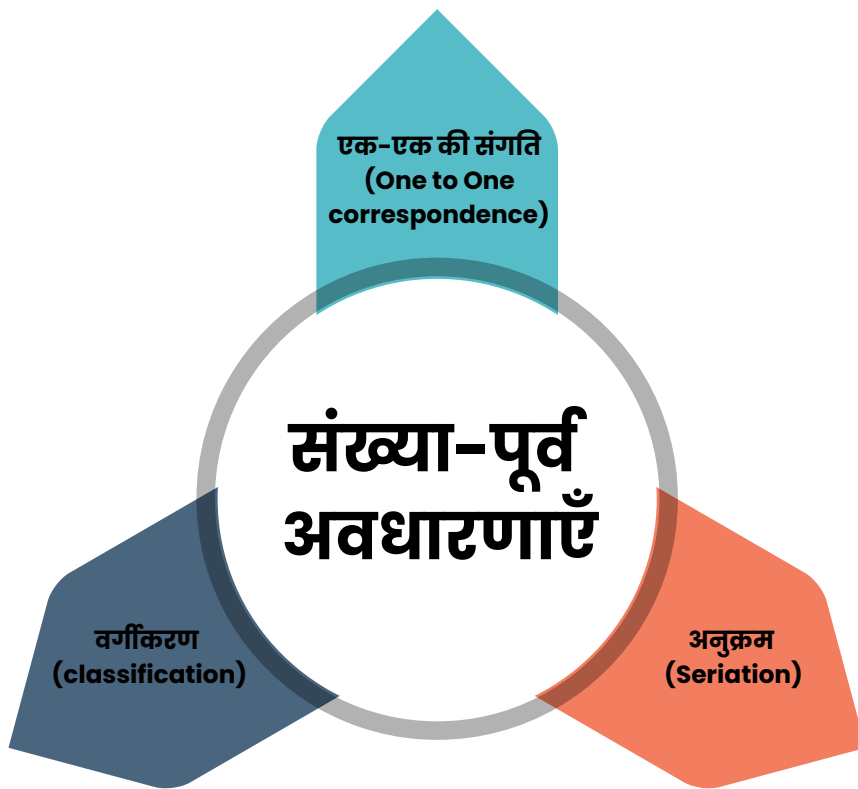 एक-एक की संगति
(One to One
correspondence)
संख्या-पूर्व
अवधारणाएँ
वर्गीकरण
(classification)
अनुक्रम
(Seriation)